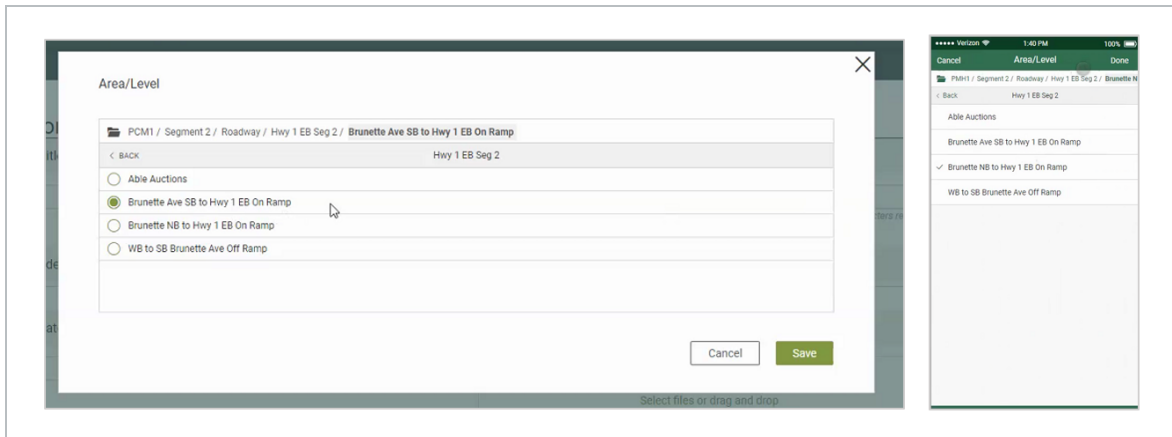 Area/Level
PCM1 / Segment 2 / Roadway / Hwy 1 EB Seg 2 / Brunette Ave SB to Hwy 1 EB On Ramp
< BACK
Hwy 1 EB Seg 2
Able Auctions
Brunette Ave SB to Hwy 1 EB On Ramp
Brunette NB to Hwy 1 EB On Ramp
WB to SB Brunette Ave Off Ramp
Cancel
Save
Select files or drag and drop
Verizon
1:40 PM
100%
Cancel
Area/Level
Done
PMH1 / Segment 2 / Roadway / Hwy 1 EB Seg 2 / Brunette N
< Back
Hwy 1 EB Seg 2
Able Auctions
Brunette Ave SB to Hwy 1 EB On Ramp
Brunette NB to Hwy 1 EB On Ramp
WB to SB Brunette Ave Off Ramp